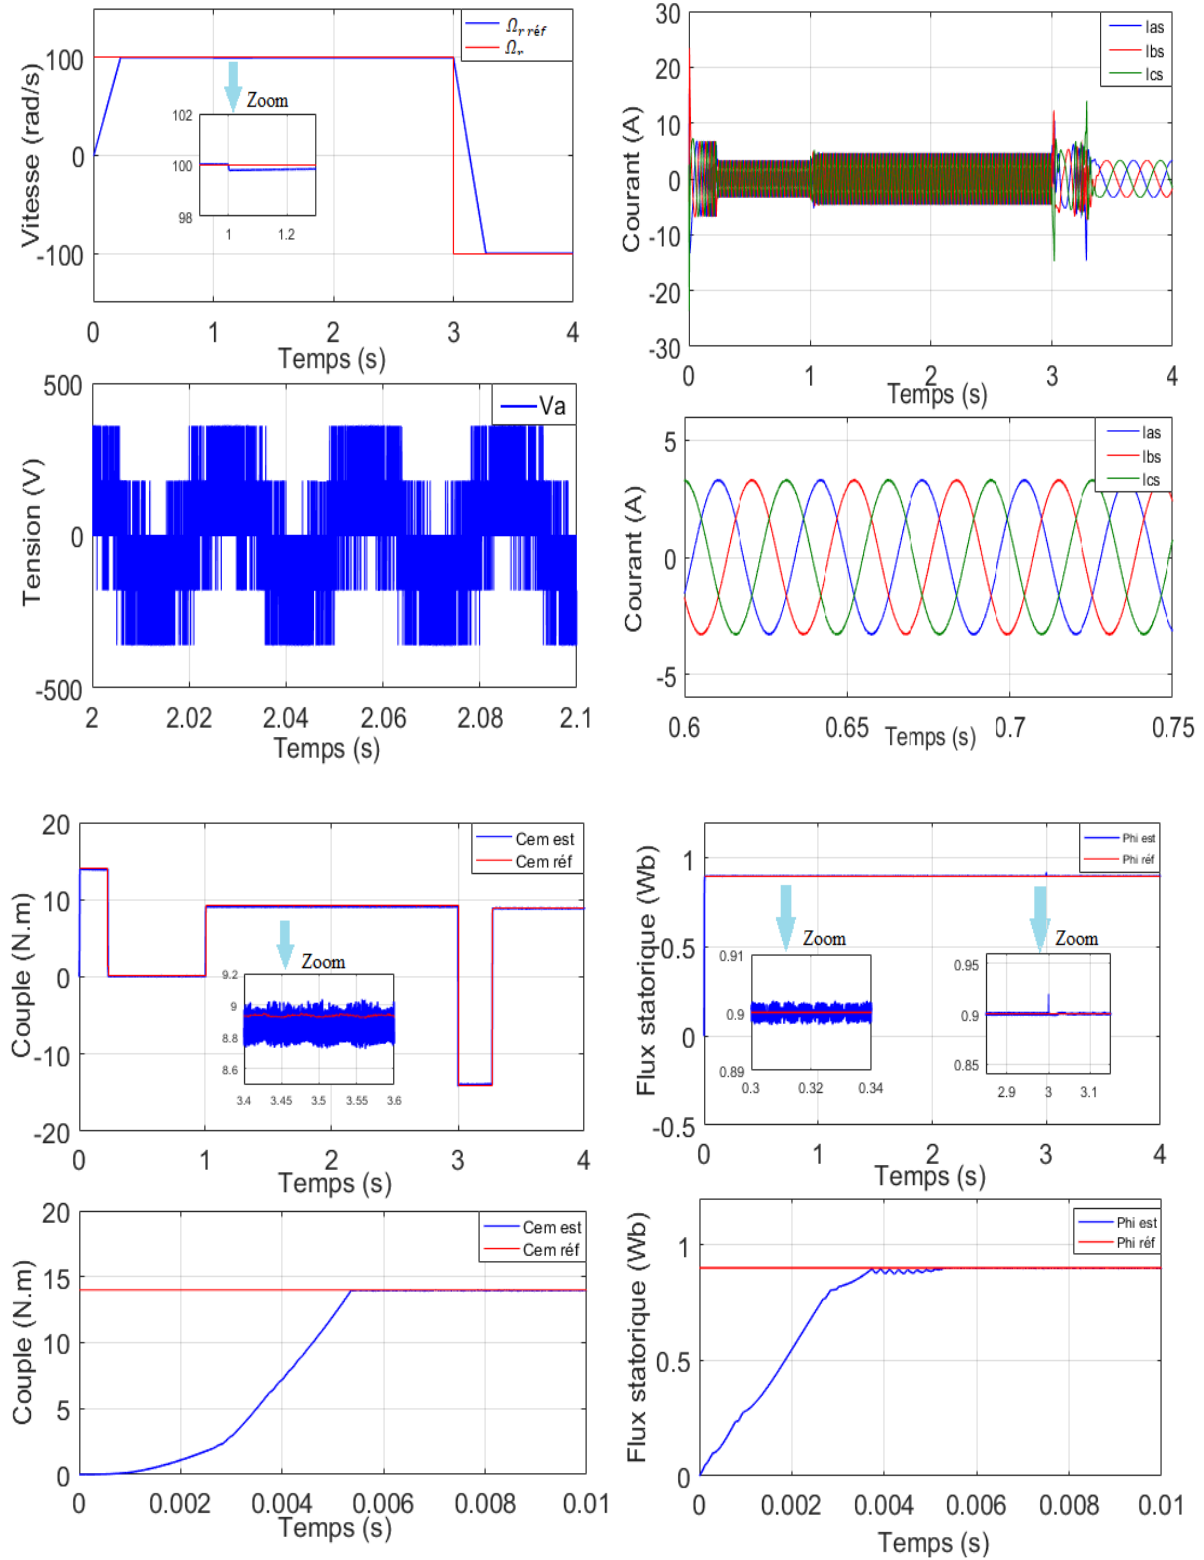 Vitesse (rad/s)
100
0
-100
Ω_r réf
Ω_r
Zoom
102
100
98
1 1.2
0 1 2 3 4
Temps (s)
Courant (A)
30
20
10
0
-10
-20
-30
Ias
Ibs
Ics
0 1 2 3 4
Temps (s)
Tension (V)
500
0
-500
Va
2 2.02 2.04 2.06 2.08 2.1
Temps (s)
Courant (A)
5
0
-5
Ias
Ibs
Ics
0.6 0.65 0.7 0.75
Temps (s)
Couple (N.m)
20
10
0
-10
-20
Cem est
Cem réf
Zoom
9.2
9
8.8
8.6
3.4 3.45 3.5 3.55 3.6
0 1 2 3 4
Temps (s)
Flux statorique (Wb)
1
0.5
0
-0.5
Phi est
Phi réf
Zoom
0.91
0.9
0.89
0.3 0.32 0.34
Zoom
0.95
0.9
0.85
2.9 3 3.1
0 1 2 3 4
Temps (s)
Couple (N.m)
20
15
10
5
0
Cem est
Cem réf
0 0.002 0.004 0.006 0.008 0.01
Temps (s)
Flux statorique (Wb)
1
0.5
0
Phi est
Phi réf
0 0.002 0.004 0.006 0.008 0.01
Temps (s)